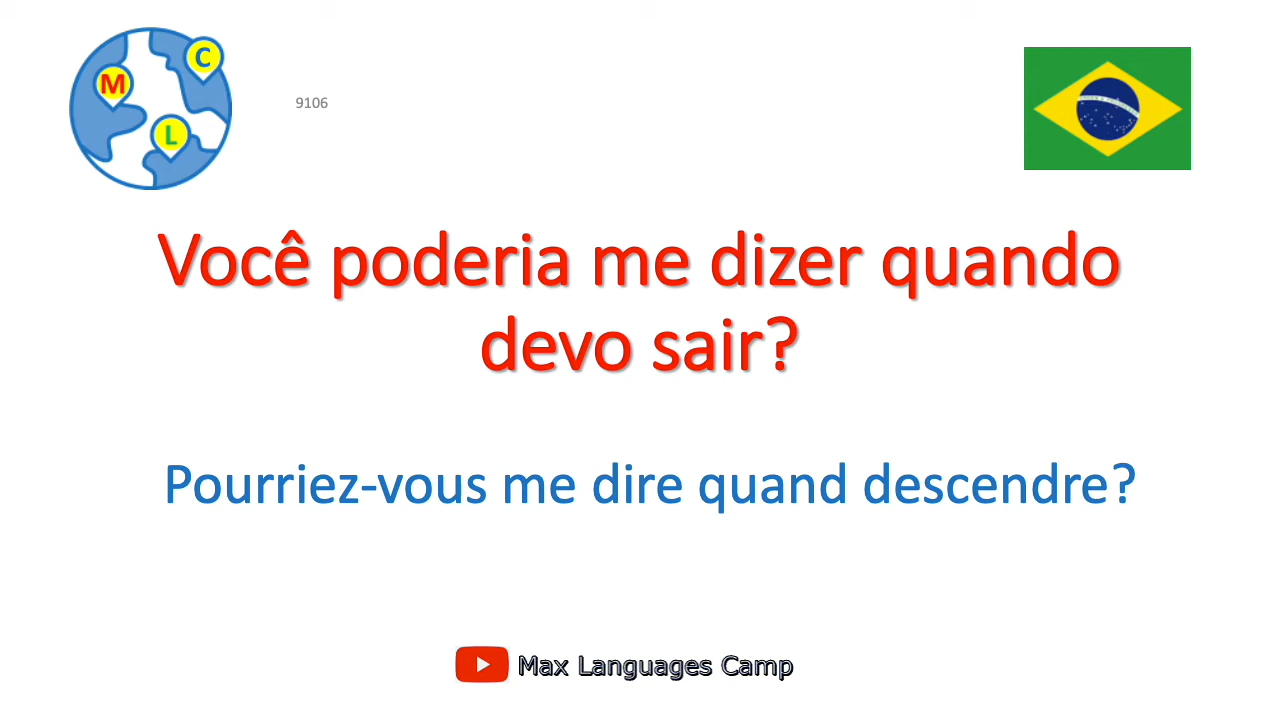 C
M
L
9106
Você poderia me dizer quando
devo sair?
Pourriez-vous me dire quand descendre?
Max Languages Camp